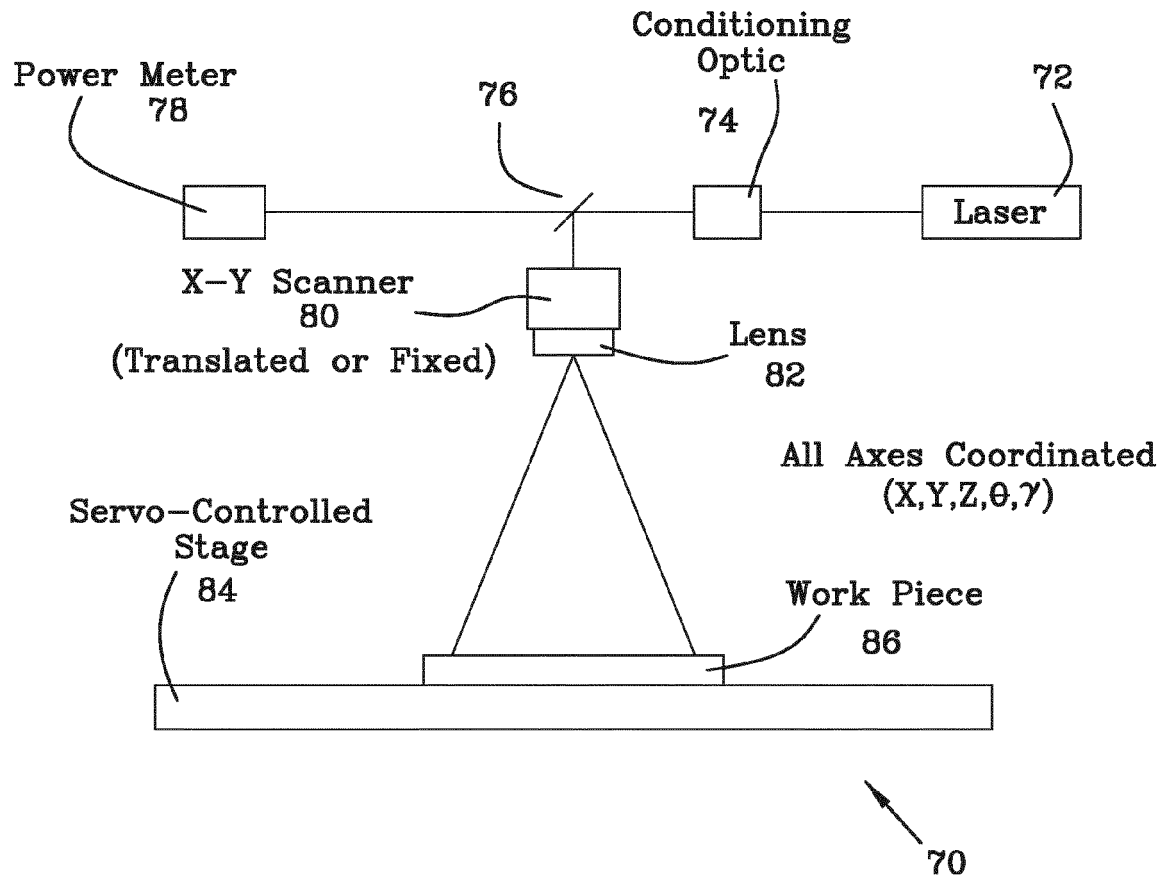 Conditioning
Optic
74
Power Meter
78
76
72
Laser
X-Y Scanner
80
(Translated or Fixed)
Lens
82
All Axes Coordinated
(X,Y,Z,θ,γ)
Servo-Controlled
Stage
84
Work Piece
86
70